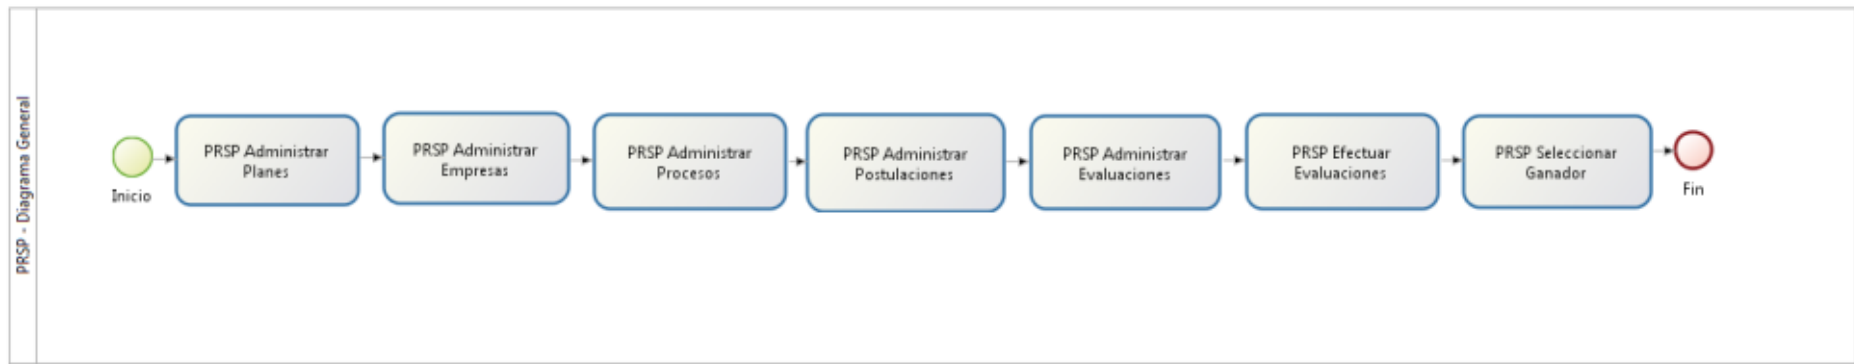 PRSP - Diagrama General
Inicio
PRSP Administrar
Planes
PRSP Administrar
Empresas
PRSP Administrar
Procesos
PRSP Administrar
Postulaciones
PRSP Administrar
Evaluaciones
PRSP Efectuar
Evaluaciones
PRSP Seleccionar
Ganador
Fin